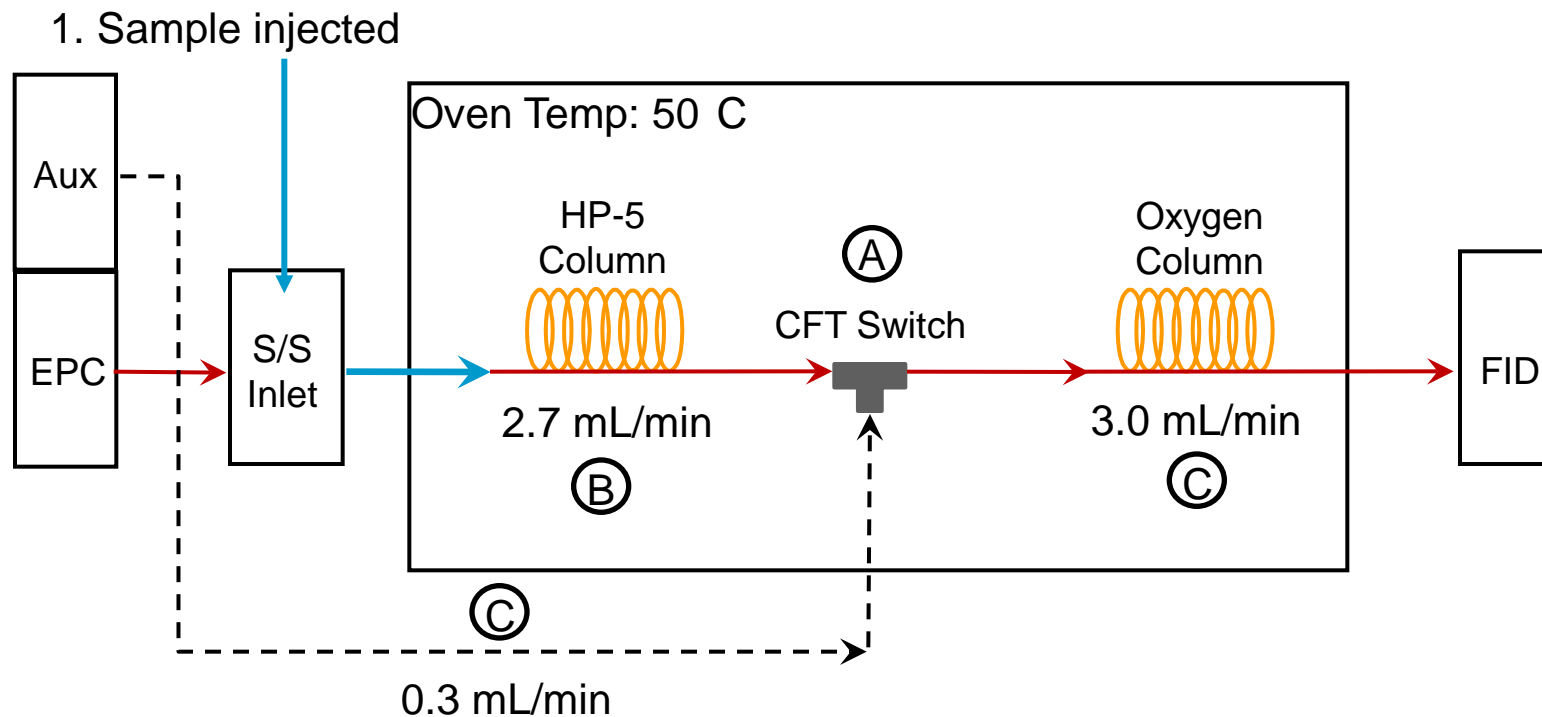 1. Sample injected
Aux
EPC
S/S
Inlet
Oven Temp: 50 C
HP-5
Column
2.7 mL/min
B
A
CFT Switch
Oxygen
Column
3.0 mL/min
C
FID
C
0.3 mL/min